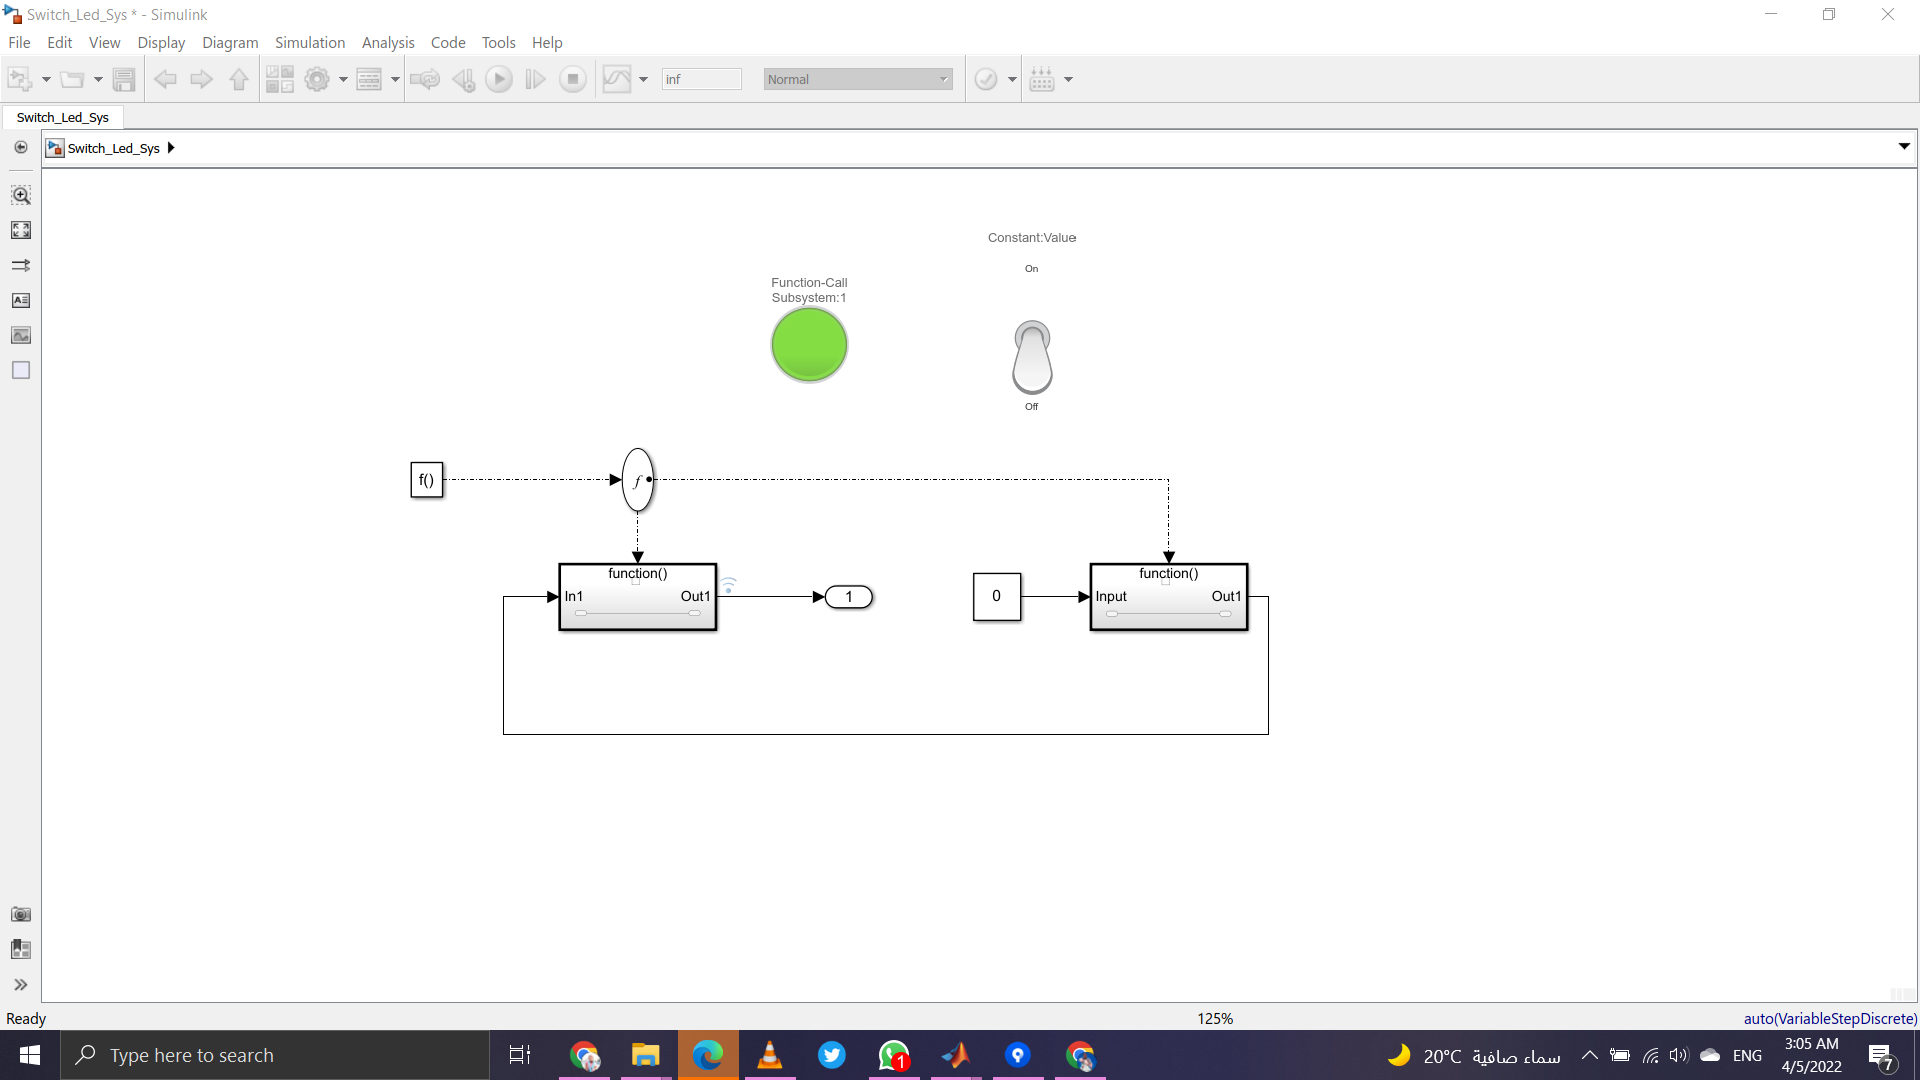 Switch_Led_Sys * - Simulink
File Edit View Display Diagram Simulation Analysis Code Tools Help
inf Normal
Switch_Led_Sys
Switch_Led_Sys
Constant:Value
On
Function-Call
Subsystem:1
Off
f() f
function() function()
In1 Out1 1 0 Input Out1
Ready 125% auto(VariableStepDiscrete)
Type here to search 1 20°C سماء صافية ENG 3:05 AM
4/5/2022 7